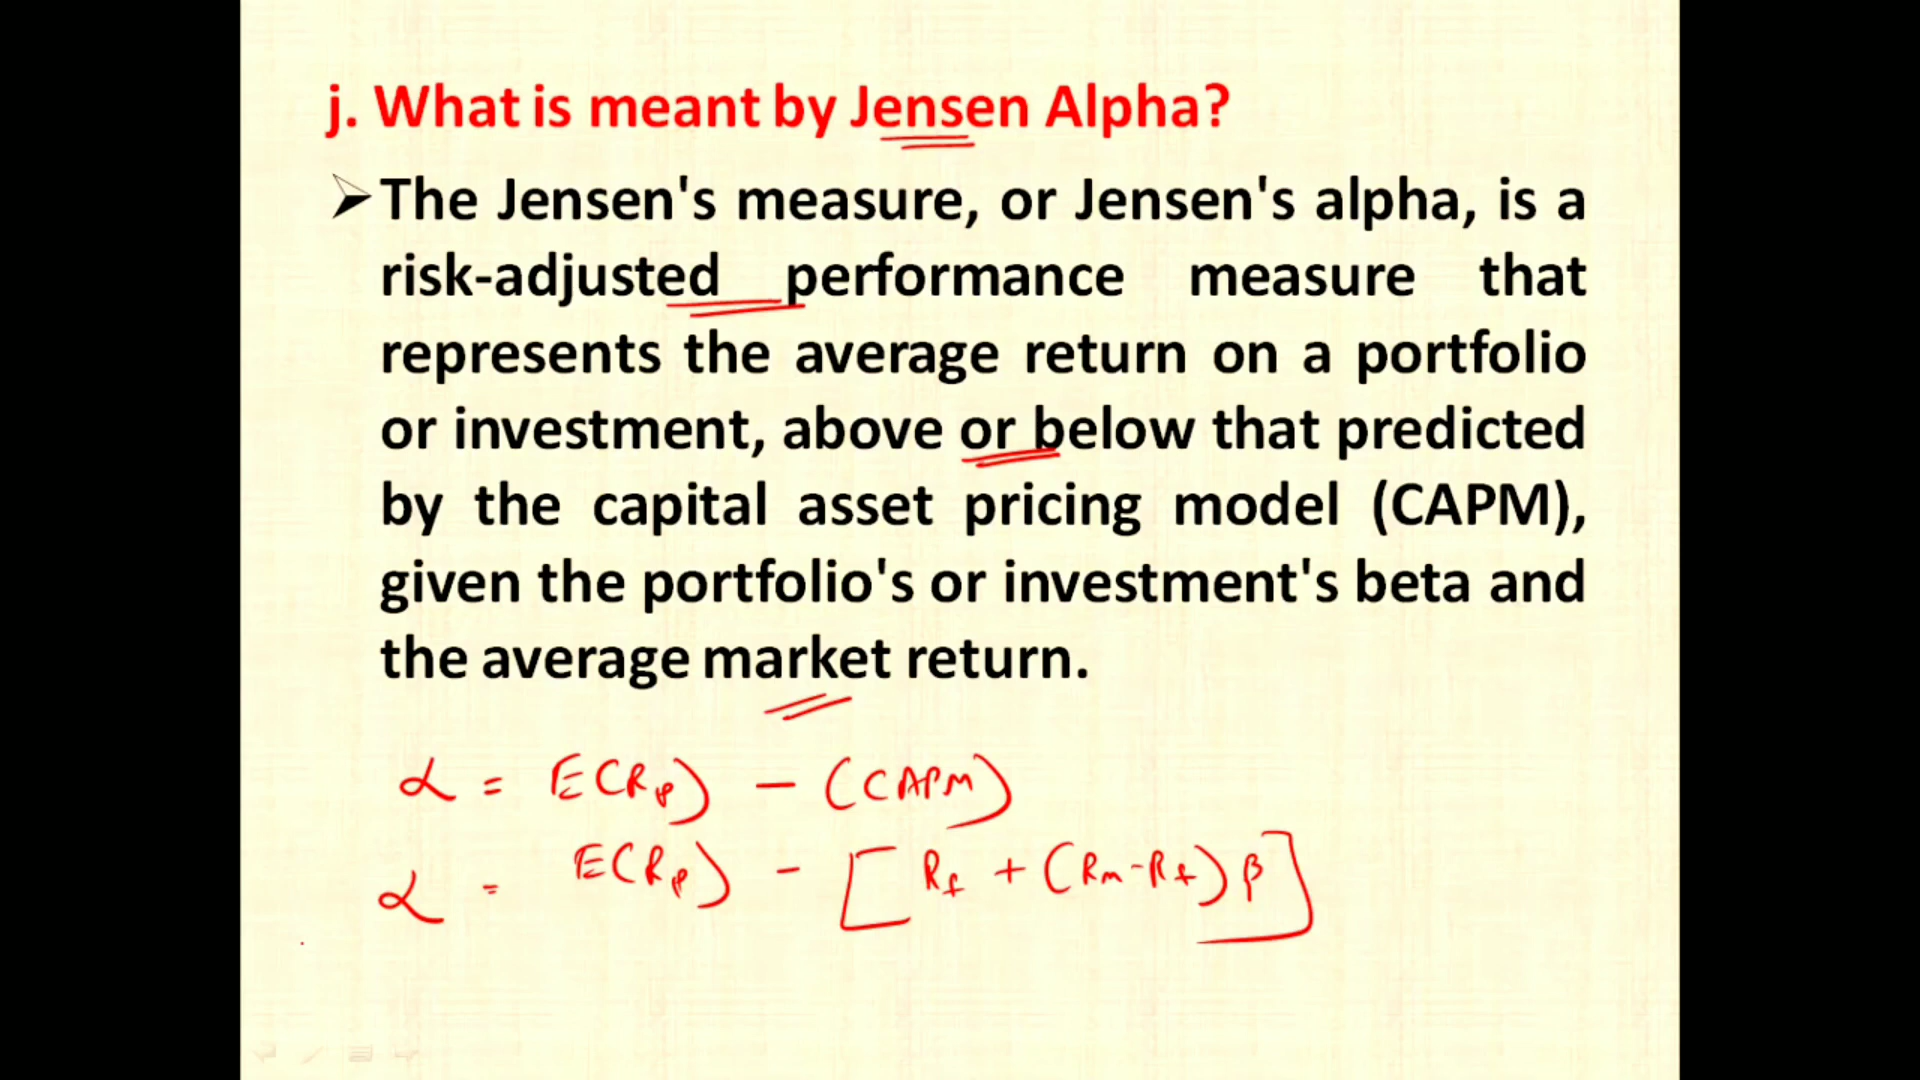 j. What is meant by Jensen Alpha?
➢The Jensen's measure, or Jensen's alpha, is a
risk-adjusted performance measure that
represents the average return on a portfolio
or investment, above or below that predicted
by the capital asset pricing model (CAPM),
given the portfolio's or investment's beta and
the average market return.
α = E(Rp) - (CAPM)
α = E(Rp) - [Rf + (Rm-Rf)β]